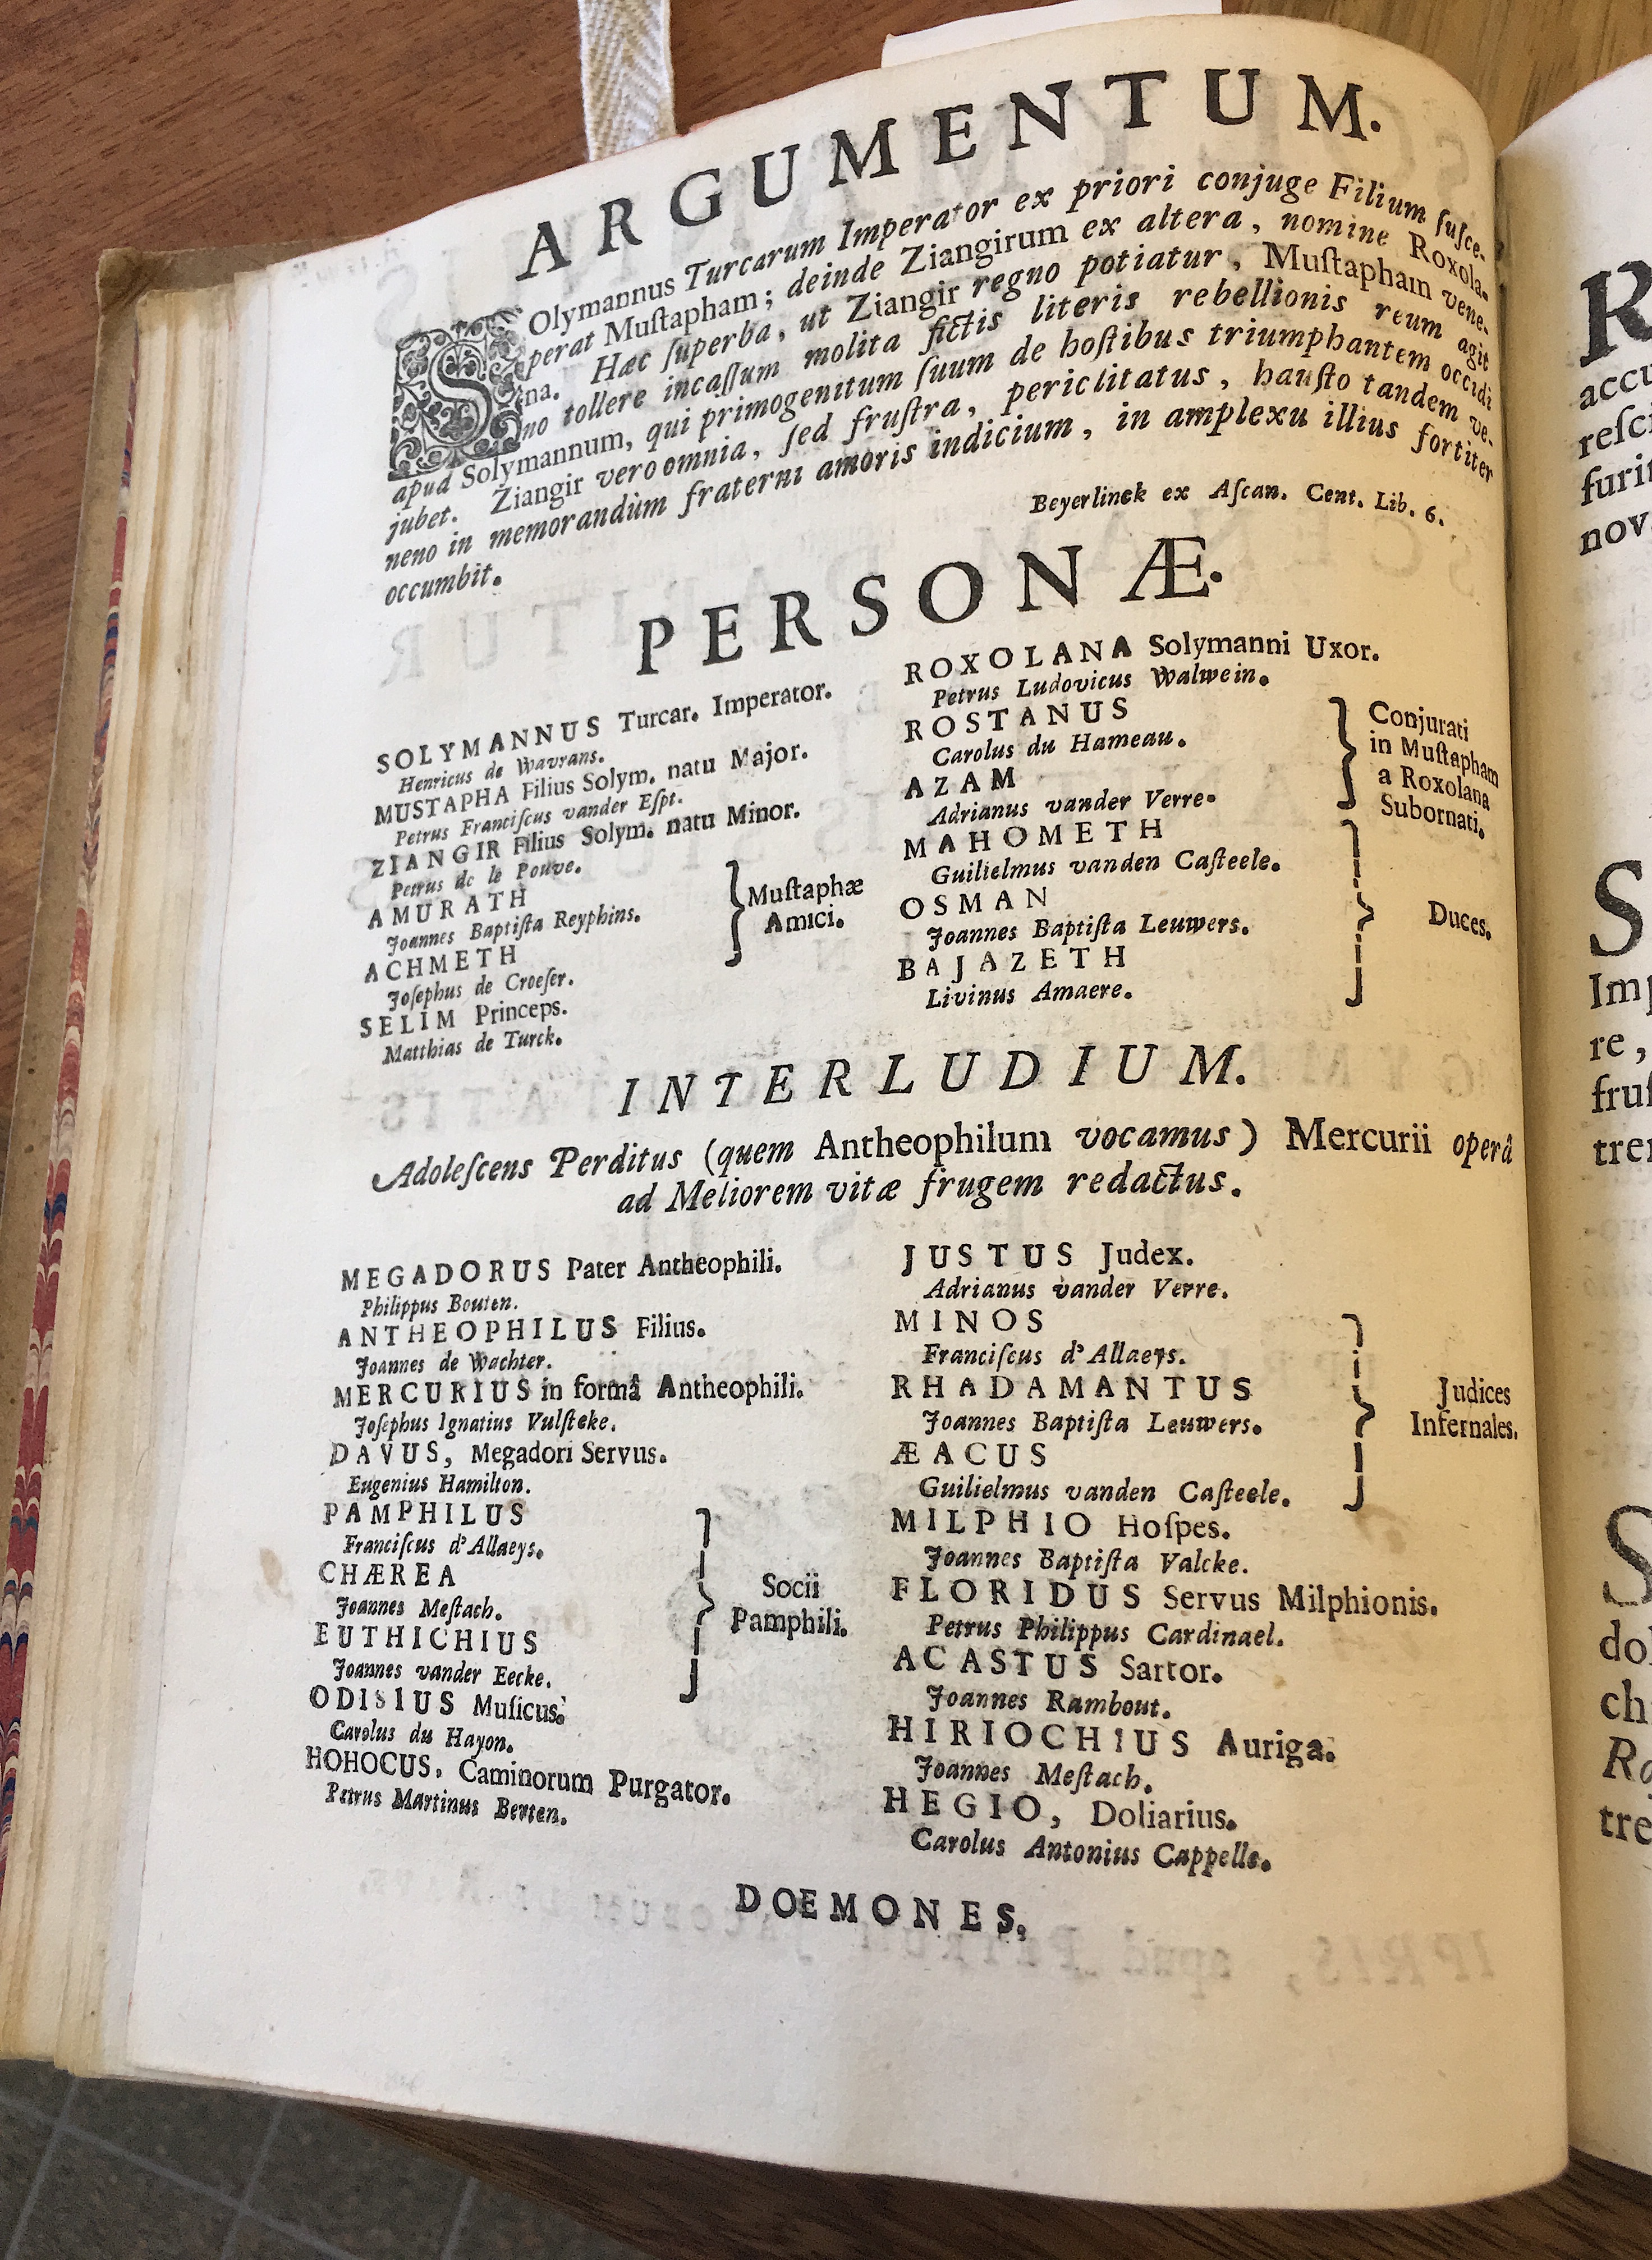 ARGUMENTUM.
SOlymannus Turcarum Imperator ex priori conjuge Filium ſuſce-
perat Muſtapham; deinde Ziangirum ex altera, nomine Roxola-
na. Hæc ſuperba, ut Ziangir regno potiatur, Muſtapham vene-
no tollere incaſſum molita fictis literis rebellionis reum agit
apud Solymannum, qui primogenitum ſuum de hoſtibus triumphantem occidi
jubet. Ziangir vero omnia, ſed fruſtra, periclitatus, hauſto tandem ve-
neno in memorandùm fraterni amoris indicium, in amplexu illius fortiter
occumbit.
Beyerlinck ex Aſcan. Cent. Lib. 6.
PERSONÆ.
SOLYMANNUS Turcar. Imperator.
Henricus de Wavrans.
MUSTAPHA Filius Solym. natu Major.
Petrus Franciſcus vander Eſpt.
ZIANGIR Filius Solym. natu Minor.
Petrus de le Pouve.
AMURATH
Joannes Baptiſta Reyphins.
ACHMETH
Joſephus de Croeſer.
Muſtaphæ
Amici.
SELIM Princeps.
Matthias de Turck.
ROXOLANA Solymanni Uxor.
Petrus Ludovicus Walwein.
ROSTANUS
Carolus du Hameau.
AZAM
Adrianus vander Verre.
Conjurati
in Muſtapham
a Roxolana
Subornati.
MAHOMETH
Guilielmus vanden Caſteele.
OSMAN
Joannes Baptiſta Leuwers.
BAJAZETH
Livinus Amaere.
Duces.
INTERLUDIUM.
Adoleſcens Perditus (quem Antheophilum vocamus) Mercurii operâ
ad Meliorem vitæ frugem redactus.
MEGADORUS Pater Antheophili.
Philippus Bouten.
ANTHEOPHILUS Filius.
Joannes de Wachter.
MERCURIUS in formâ Antheophili.
Joſephus Ignatius Vulſteke.
DAVUS, Megadori Servus.
Eugenius Hamilton.
PAMPHILUS
Franciſcus d'Allaeys.
CHÆREA
Joannes Meſtach.
EUTHICHIUS
Joannes vander Eecke.
Socii
Pamphili.
ODISIUS Muſicus.
Carolus du Hayon.
HOHOCUS. Caminorum Purgator.
Petrus Martinus Berten.
JUSTUS Judex.
Adrianus vander Verre.
MINOS
Franciſcus d'Allaeys.
RHADAMANTUS
Joannes Baptiſta Leuwers.
ÆACUS
Guilielmus vanden Caſteele.
Judices
Infernales.
MILPHIO Hoſpes.
Joannes Baptiſta Valcke.
FLORIDUS Servus Milphionis.
Petrus Philippus Cardinael.
ACASTUS Sartor.
Joannes Rambout.
HIRIOCHIUS Auriga.
Joannes Meſtach.
HEGIO, Doliarius.
Carolus Antonius Cappelle.
DOEMONES,
R
accu
reſci
furit
nov
S
Imp
re,
fruſ
tren
S
dol
ch
Ro
tre